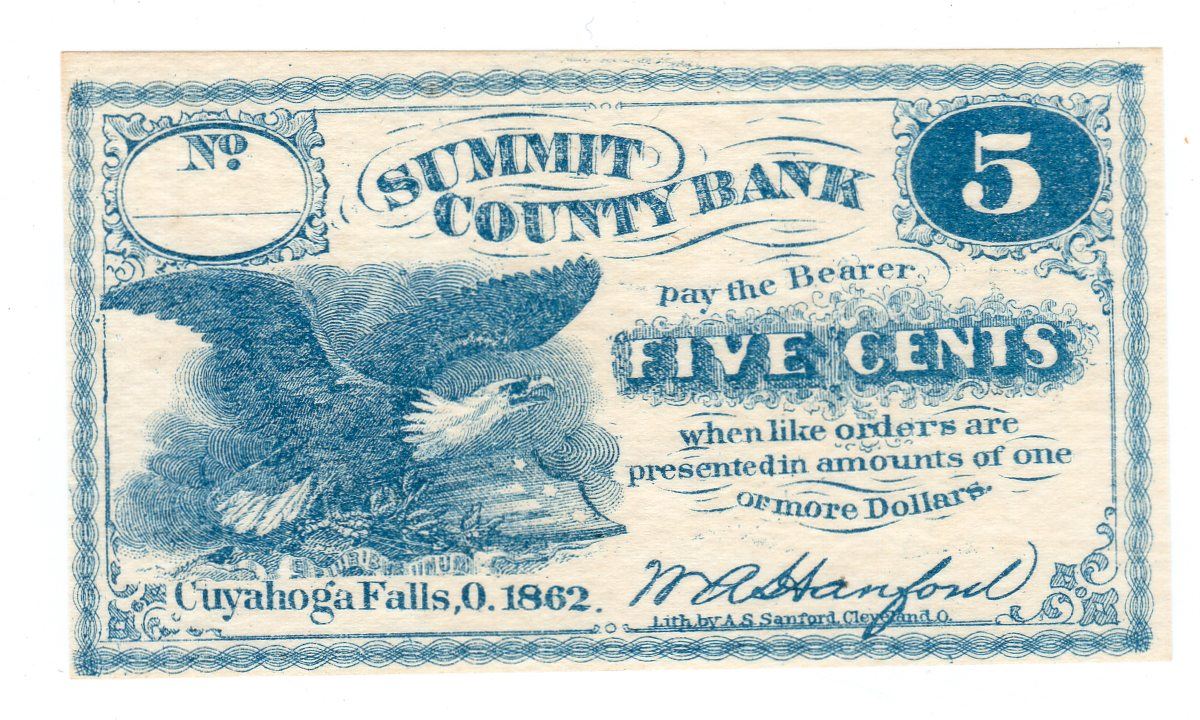 Nº
SUMMIT
COUNTY BANK
5
pay the Bearer
FIVE CENTS
when like orders are
presented in amounts of one
or more Dollars.
Cuyahoga Falls, O. 1862.
W A Hanford
Lith. by A. S. Sanford, Cleveland. O.